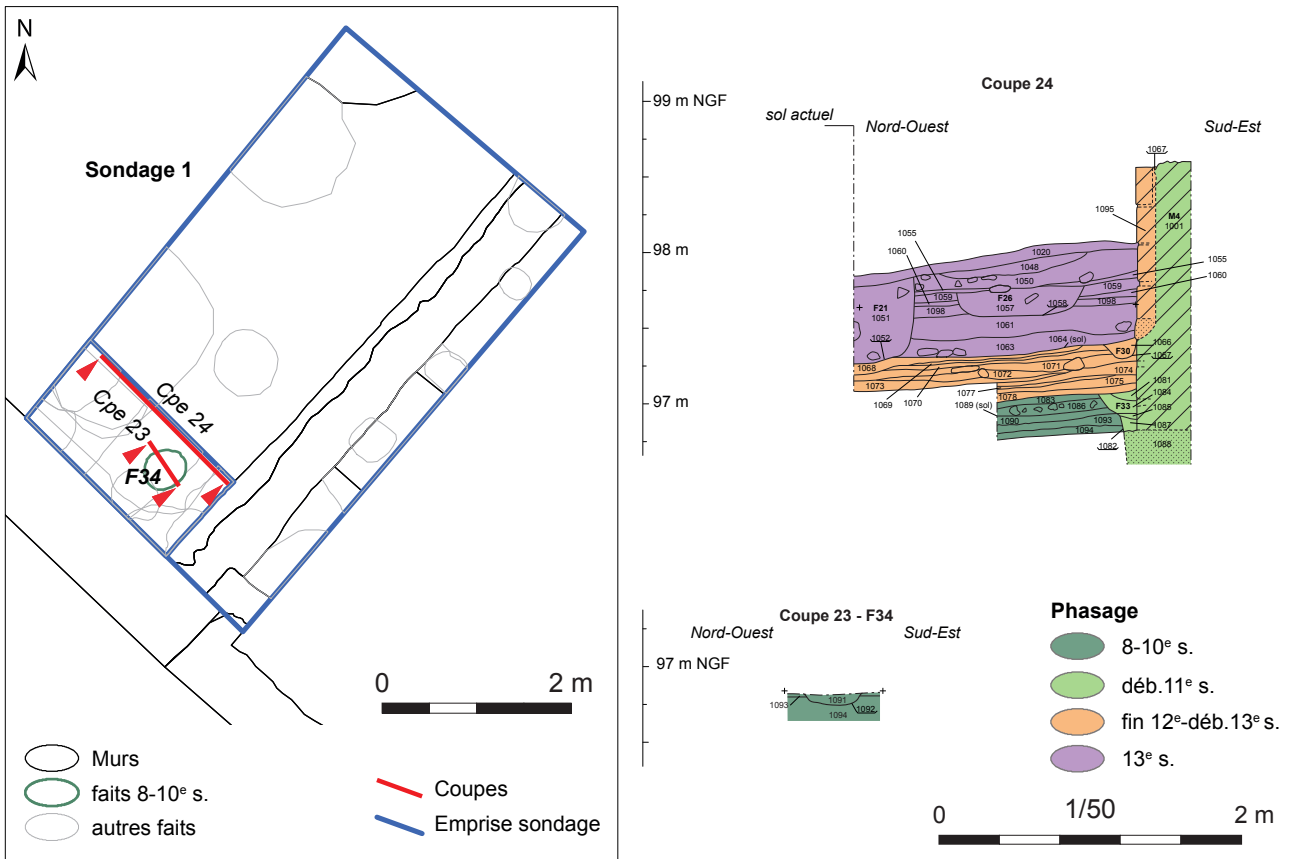 N
Sondage 1
Cpe 24
Cpe 23
F34
0 2 m
Murs
faits 8-10e s.
autres faits
Coupes
Emprise sondage
Coupe 24
99 m NGF
sol actuel
Nord-Ouest
Sud-Est
1067
1095
M4
1001
98 m
1055
1060
1020
1048
1050
1055
1060
1059
1059
F21
1051
F26
1057
1058
1098
1098
1061
1052
1063
1064 (sol)
1066
F30
1067
1068
1071
1072
1074
1073
1075
97 m
1069
1070
1077
1078
1081
1083
1084
1089 (sol)
1086
F33
1085
1090
1093
1087
1094
1082
1088
Coupe 23 - F34
Nord-Ouest
Sud-Est
97 m NGF
1091
1093
1092
1094
Phasage
8-10e s.
déb.11e s.
fin 12e-déb.13e s.
13e s.
0 1/50 2 m